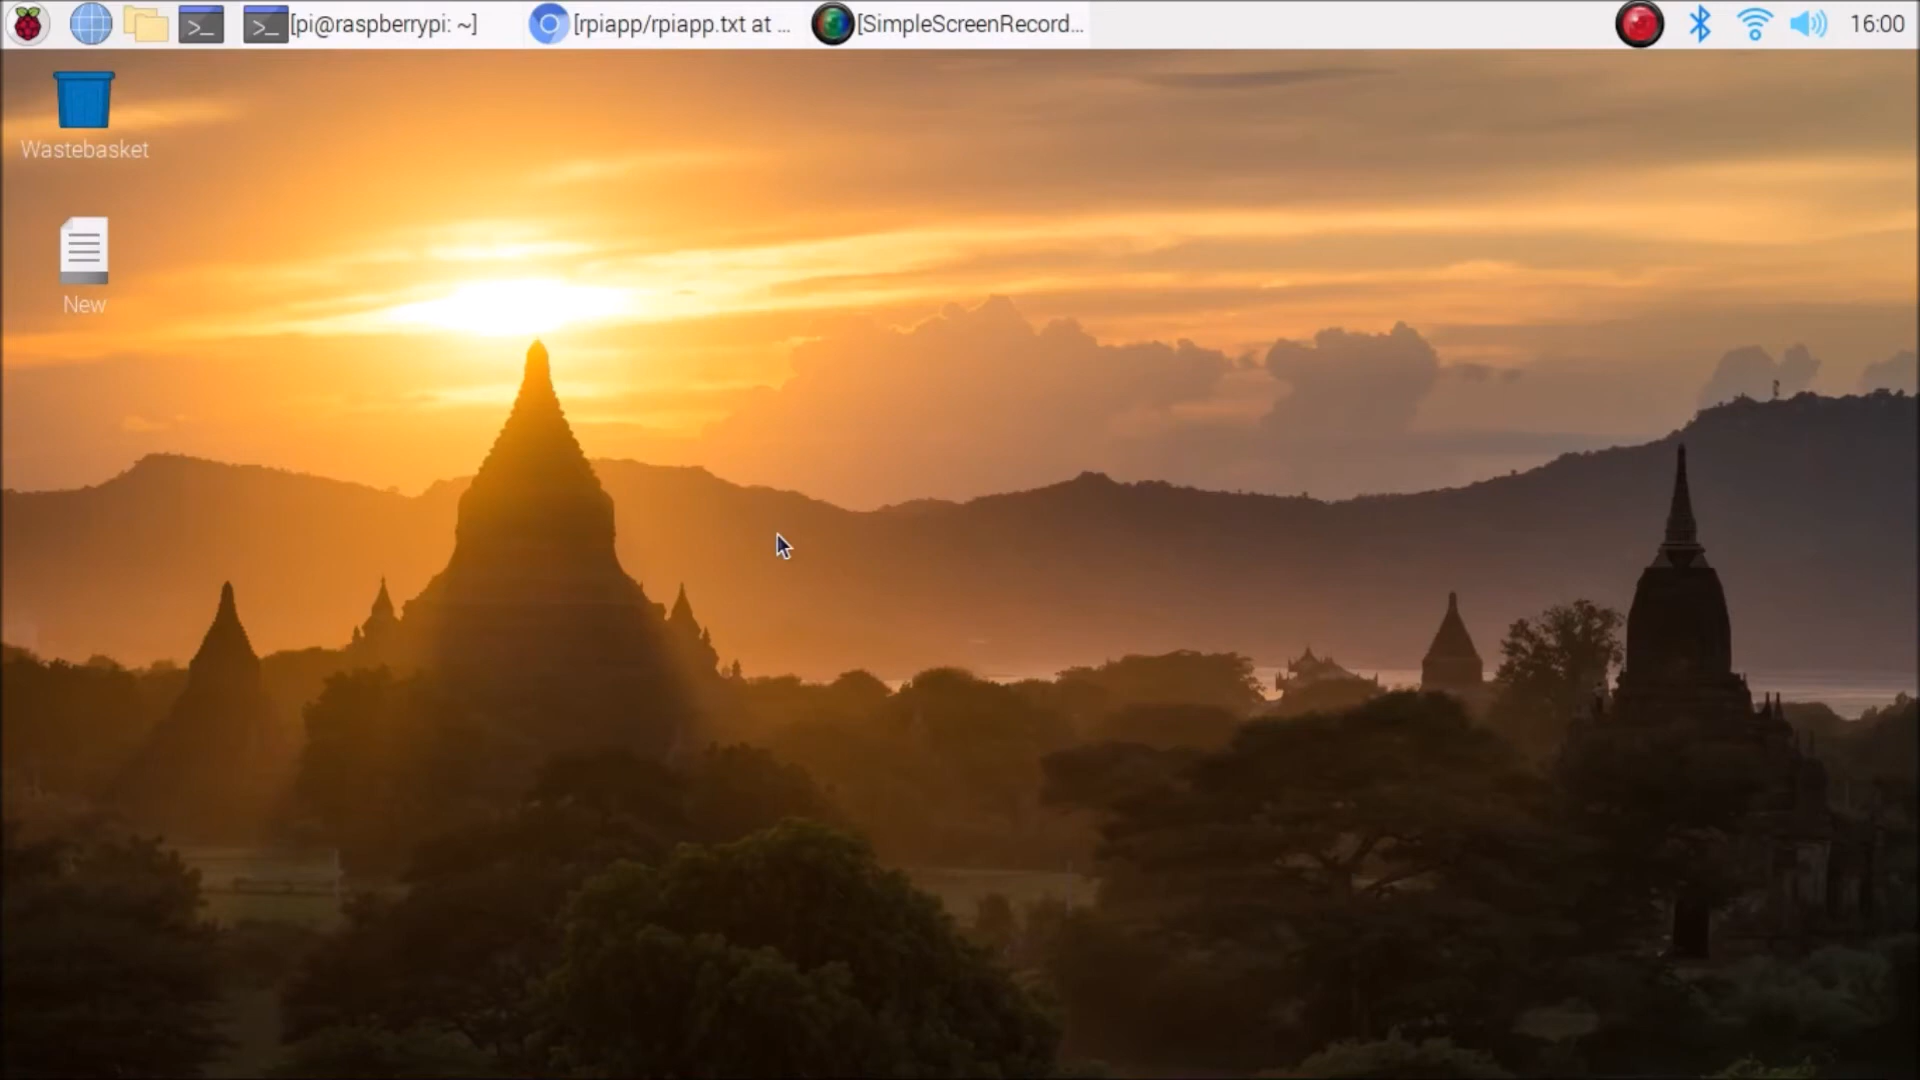 [pi@raspberrypi: ~]
[rpiapp/rpiapp.txt at ...
[SimpleScreenRecord...
16:00
Wastebasket
New